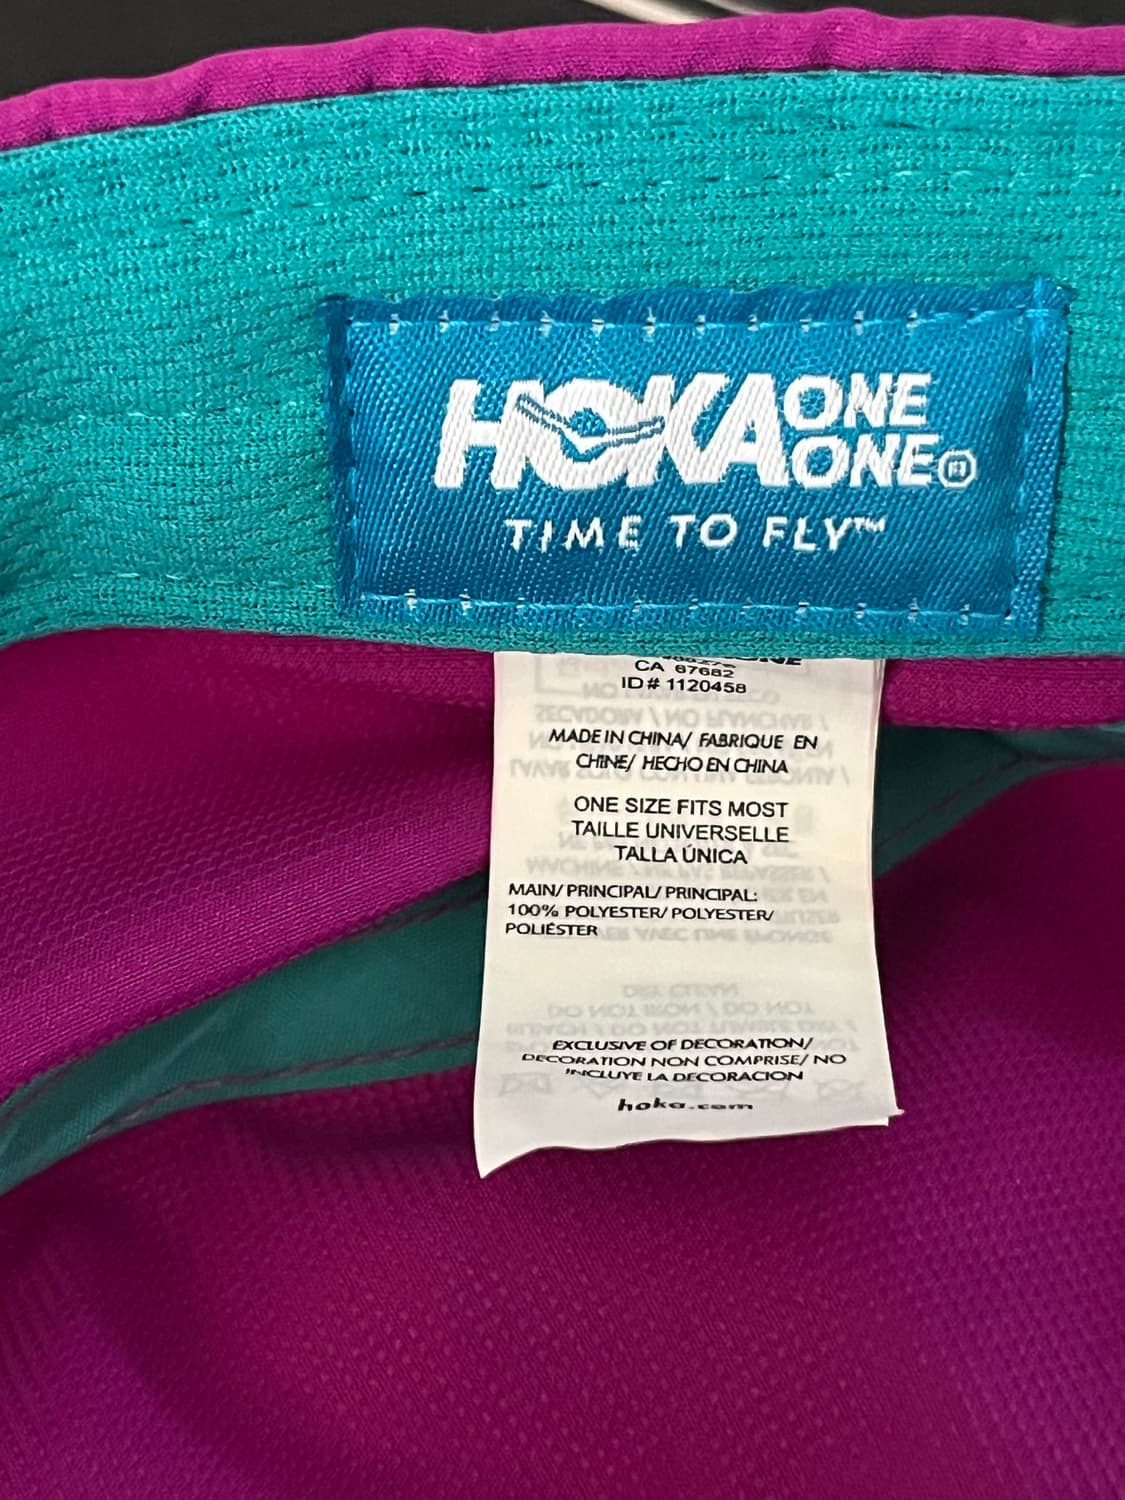 HOKA ONE
ONE®
TIME TO FLY™
CA 67682
ID# 1120458
MADE IN CHINA/ FABRIQUE EN
CHINE/ HECHO EN CHINA
ONE SIZE FITS MOST
TAILLE UNIVERSELLE
TALLA ÚNICA
MAIN/ PRINCIPAL/ PRINCIPAL:
100% POLYESTER/ POLYESTER/
POLIÉSTER
EXCLUSIVE OF DECORATION/
DECORATION NON COMPRISE/ NO
INCLUYE LA DECORACION
hoka.com